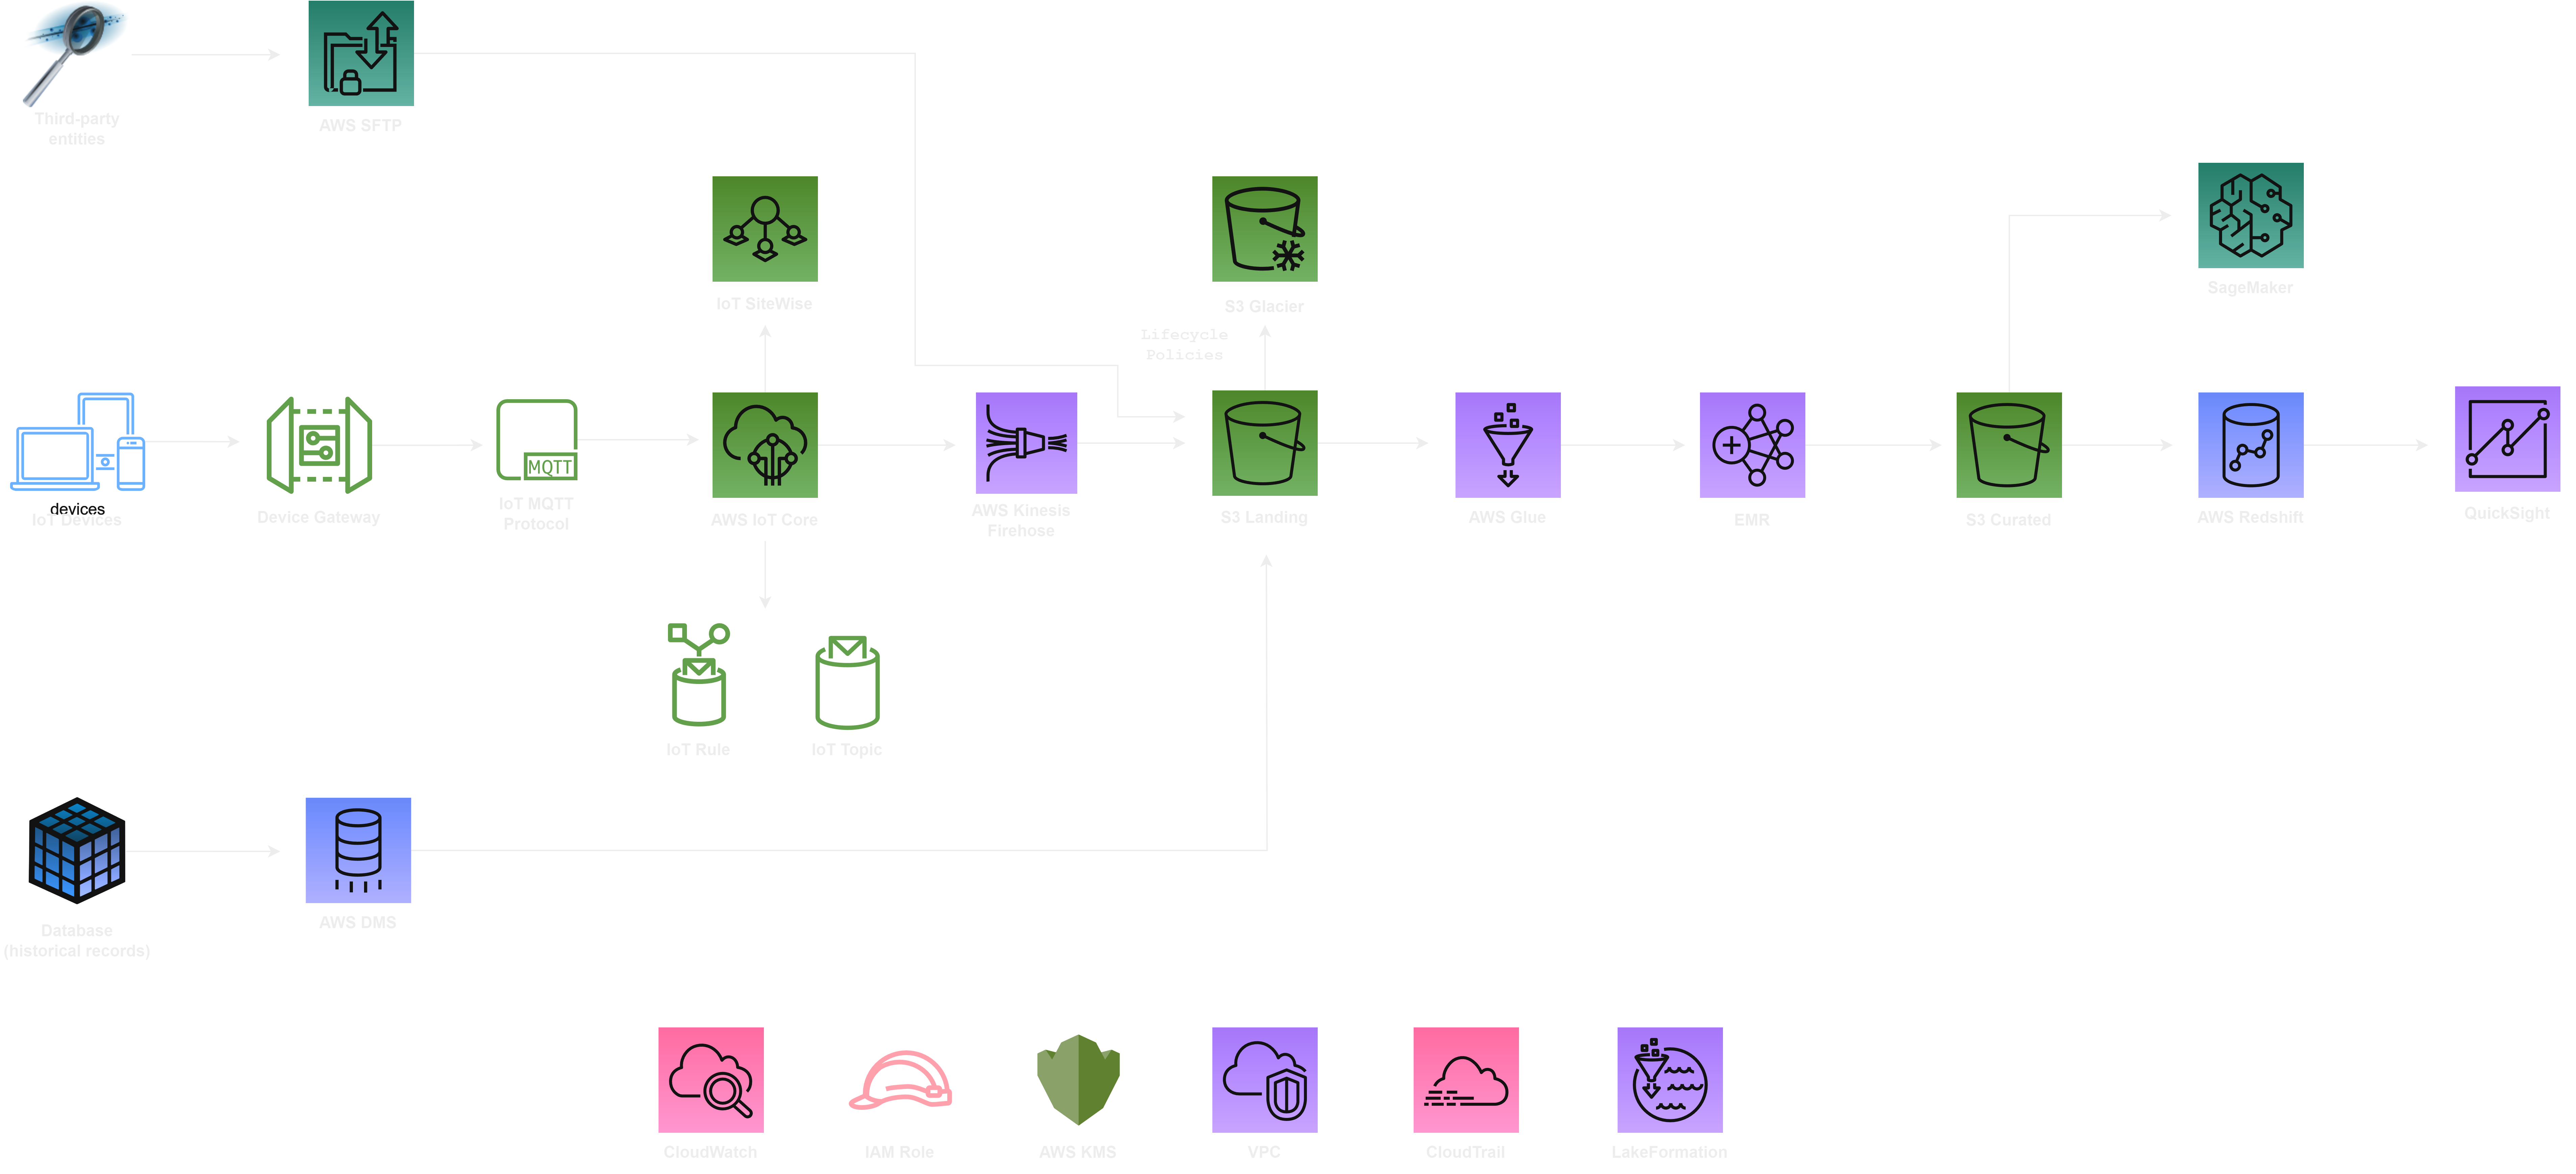 Third-party
entities
AWS SFTP
IoT SiteWise
S3 Glacier
Lifecycle
Policies
SageMaker
devices
IoT Devices
Device Gateway
MQTT
IoT MQTT
Protocol
AWS IoT Core
AWS Kinesis
Firehose
S3 Landing
AWS Glue
EMR
S3 Curated
AWS Redshift
QuickSight
IoT Rule
IoT Topic
Database
(historical records)
AWS DMS
CloudWatch
IAM Role
AWS KMS
VPC
CloudTrail
LakeFormation